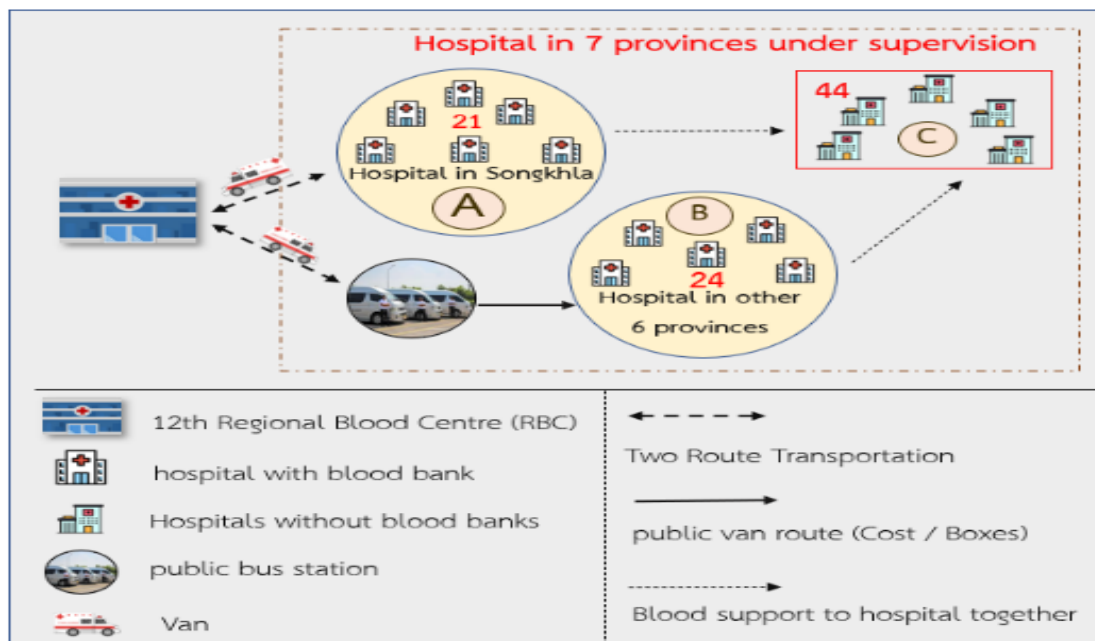 Hospital in 7 provinces under supervision
44
21
Hospital in Songkhla
A
C
B
24
Hospital in other
6 provinces
12th Regional Blood Centre (RBC)
hospital with blood bank
Hospitals without blood banks
public bus station
Van
Two Route Transportation
public van route (Cost / Boxes)
Blood support to hospital together